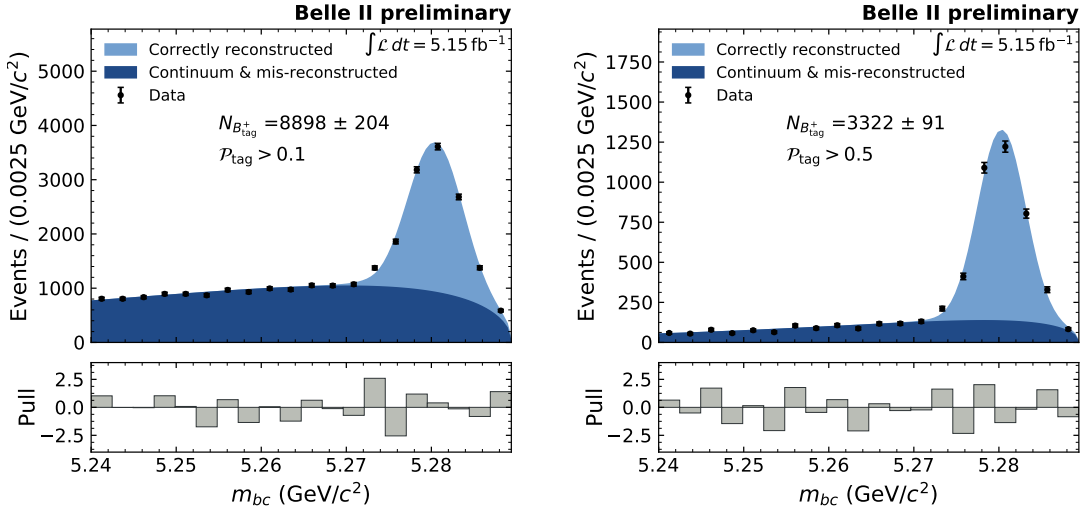 Belle II preliminary
∫ℒ dt = 5.15 fb⁻¹
Correctly reconstructed
Continuum & mis-reconstructed
Data
N_{B⁺_tag} =8898 ± 204
𝒫_tag > 0.1
Events / (0.0025 GeV/c²)
5000
4000
3000
2000
1000
0
Pull
2.5
0.0
−2.5
5.24 5.25 5.26 5.27 5.28
m_bc (GeV/c²)
Belle II preliminary
∫ℒ dt = 5.15 fb⁻¹
Correctly reconstructed
Continuum & mis-reconstructed
Data
N_{B⁺_tag} =3322 ± 91
𝒫_tag > 0.5
Events / (0.0025 GeV/c²)
1750
1500
1250
1000
750
500
250
0
Pull
2.5
0.0
−2.5
5.24 5.25 5.26 5.27 5.28
m_bc (GeV/c²)